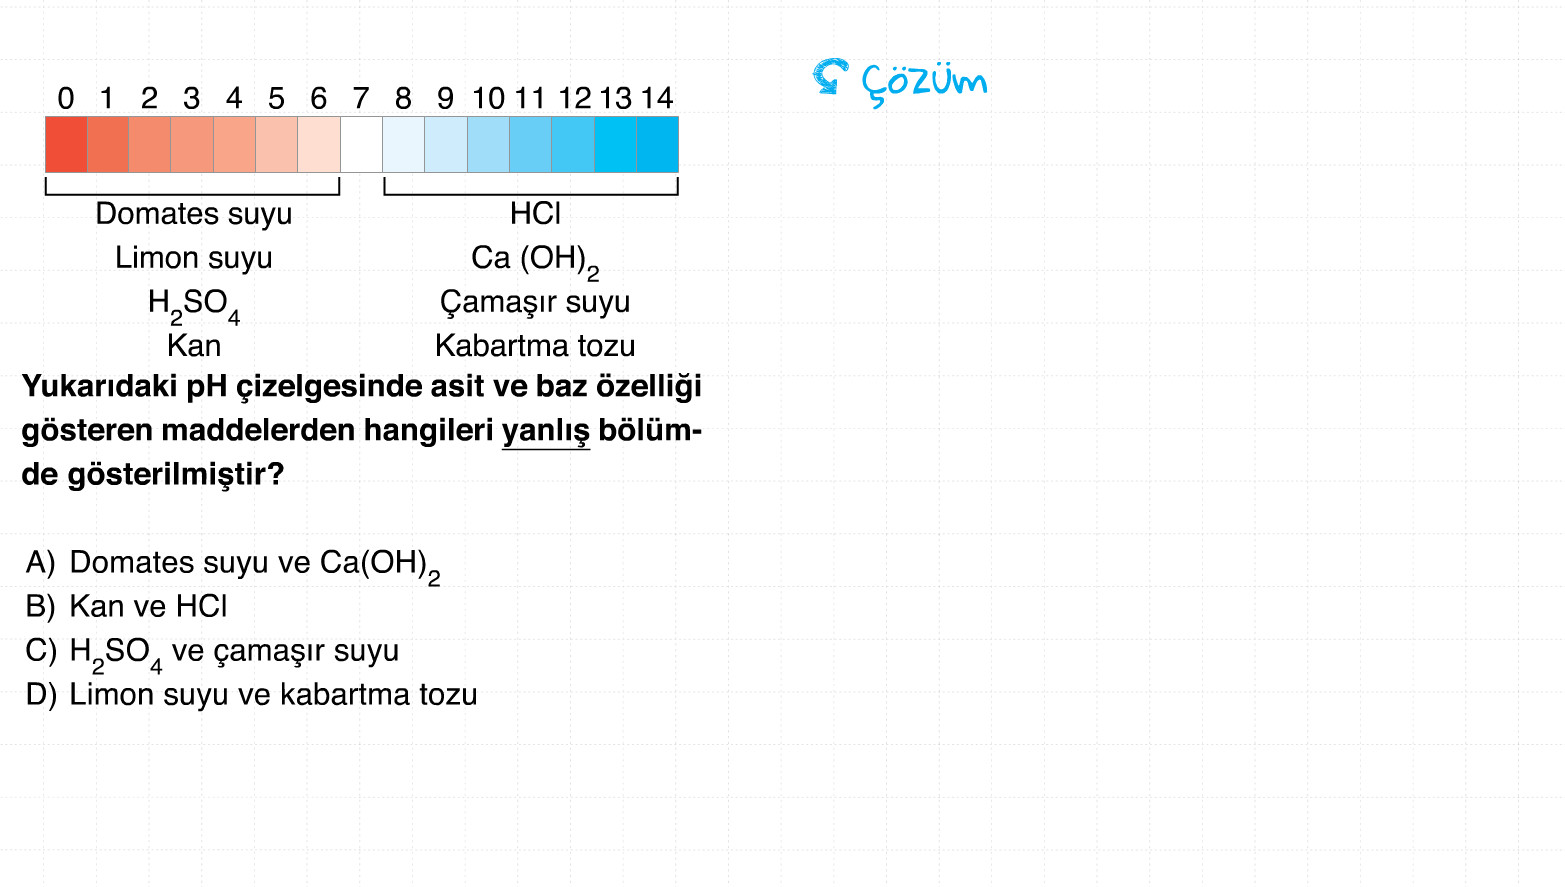 0 1 2 3 4 5 6 7 8 9 10 11 12 13 14
Domates suyu
Limon suyu
H₂SO₄
Kan
HCl
Ca (OH)₂
Çamaşır suyu
Kabartma tozu
Yukarıdaki pH çizelgesinde asit ve baz özelliği
gösteren maddelerden hangileri yanlış bölüm-
de gösterilmiştir?
A) Domates suyu ve Ca(OH)₂
B) Kan ve HCl
C) H₂SO₄ ve çamaşır suyu
D) Limon suyu ve kabartma tozu
Çözüm